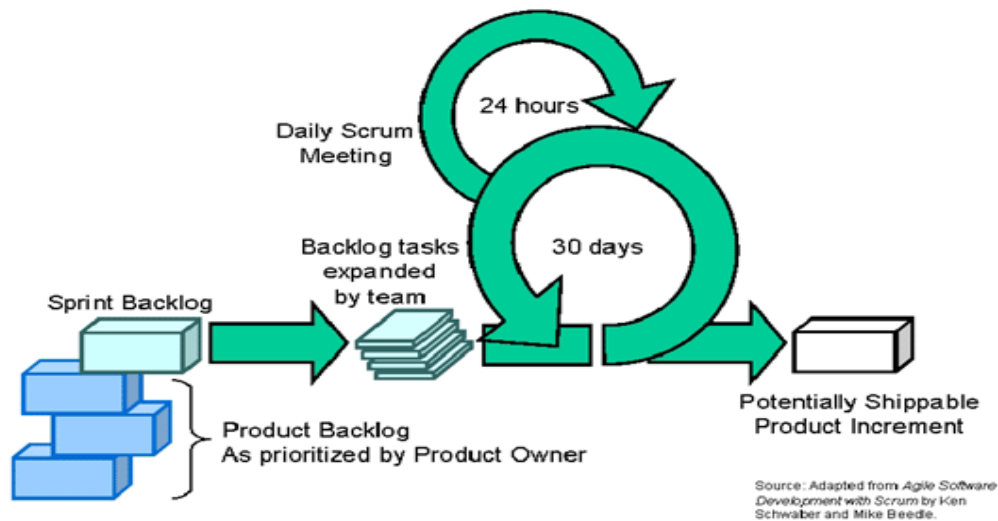 24 hours
Daily Scrum
Meeting
Backlog tasks
expanded
by team
30 days
Sprint Backlog
Product Backlog
As prioritized by Product Owner
Potentially Shippable
Product Increment
Source: Adapted from Agile Software
Development with Scrum by Ken
Schwaber and Mike Beedle.